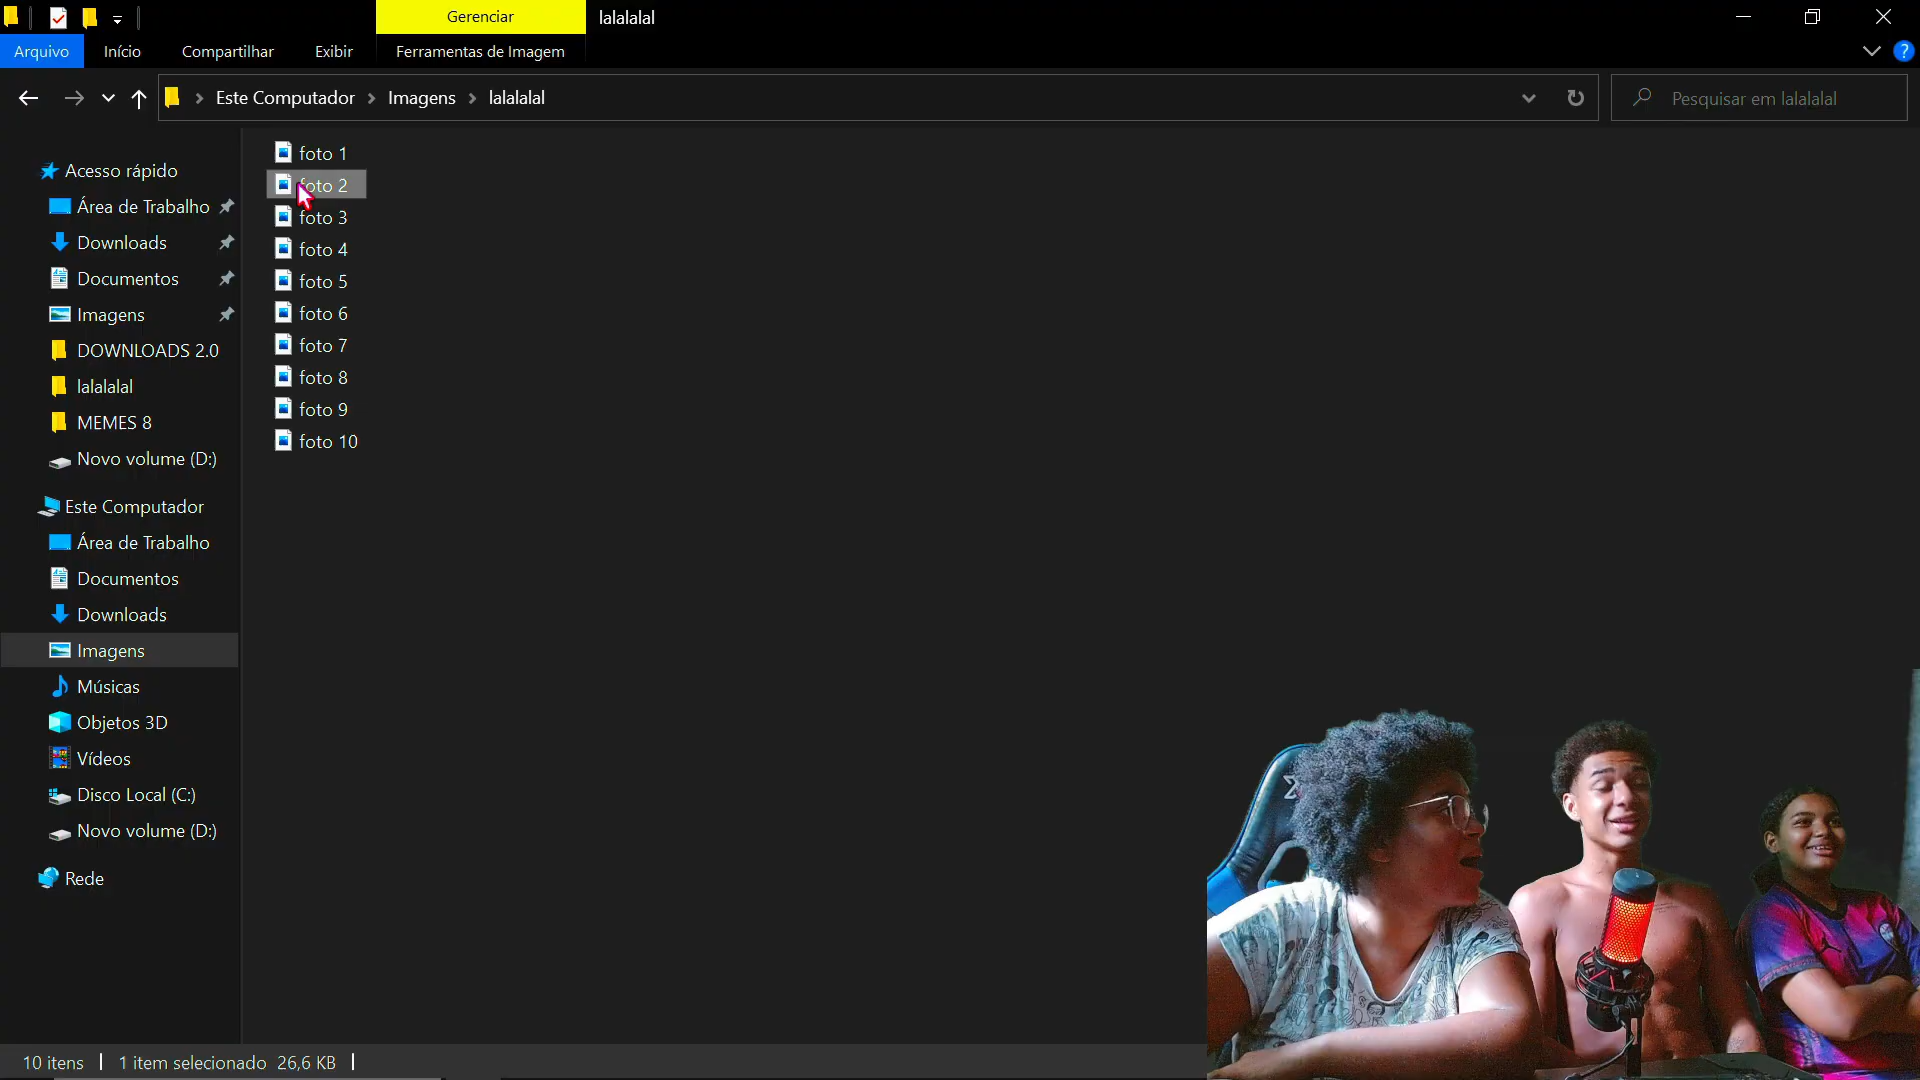 Gerenciar
lalalalal
Arquivo
Início
Compartilhar
Exibir
Ferramentas de Imagem
?
Este Computador
Imagens
lalalalal
Pesquisar em lalalalal
Acesso rápido
Área de Trabalho
Downloads
Documentos
Imagens
DOWNLOADS 2.0
lalalalal
MEMES 8
Novo volume (D:)
Este Computador
Área de Trabalho
Documentos
Downloads
Imagens
Músicas
Objetos 3D
Vídeos
Disco Local (C:)
Novo volume (D:)
Rede
foto 1
foto 2
foto 3
foto 4
foto 5
foto 6
foto 7
foto 8
foto 9
foto 10
10 itens
1 item selecionado 26,6 KB